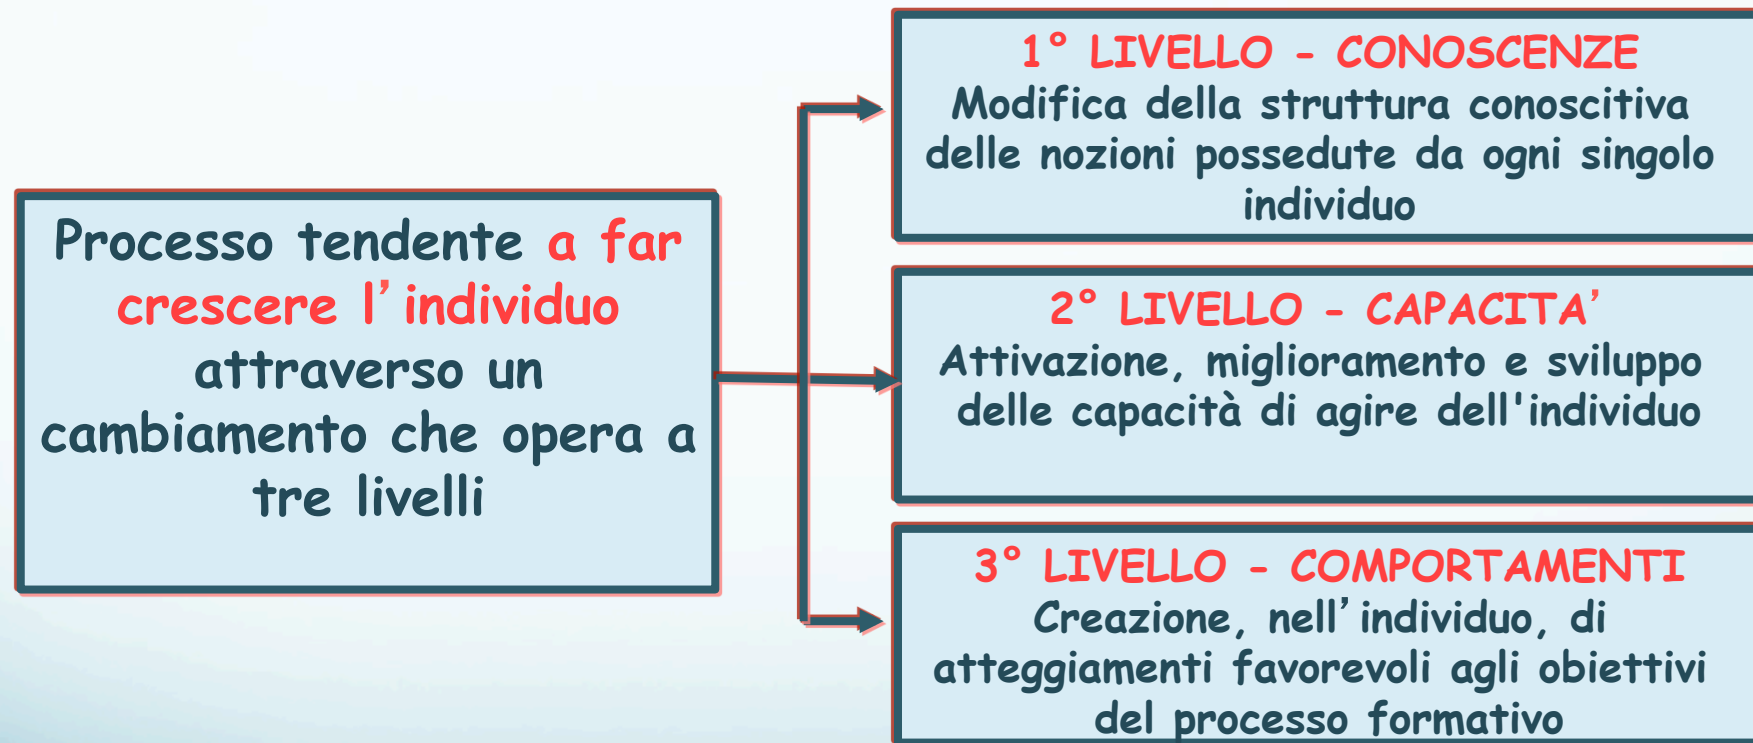 Processo tendente a far
crescere l’individuo
attraverso un
cambiamento che opera a
tre livelli
1° LIVELLO - CONOSCENZE
Modifica della struttura conoscitiva
delle nozioni possedute da ogni singolo
individuo
2° LIVELLO - CAPACITA’
Attivazione, miglioramento e sviluppo
delle capacità di agire dell'individuo
3° LIVELLO - COMPORTAMENTI
Creazione, nell’individuo, di
atteggiamenti favorevoli agli obiettivi
del processo formativo